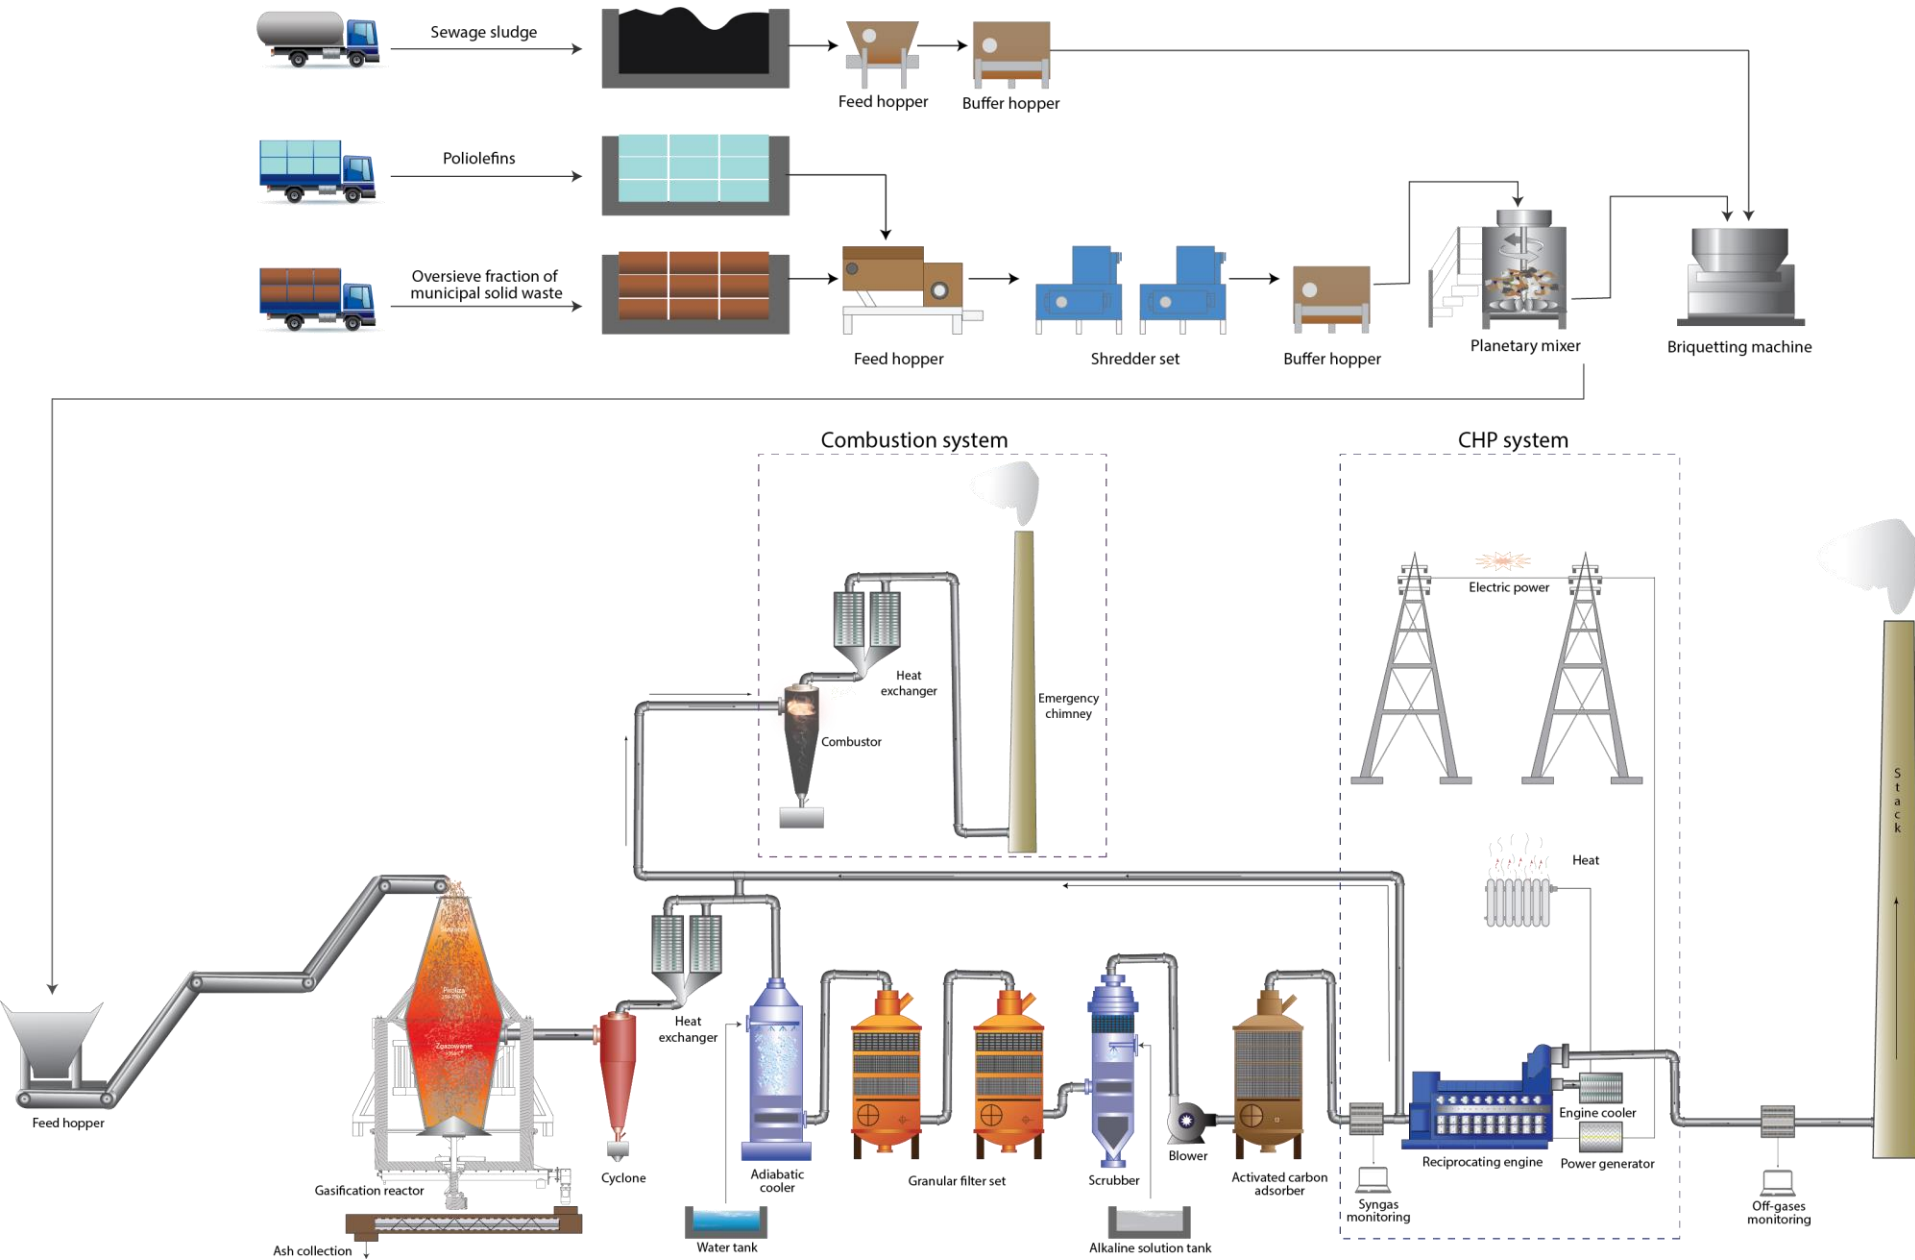 Sewage sludge
Feed hopper
Buffer hopper
Poliolefins
Oversieve fraction of
municipal solid waste
Feed hopper
Shredder set
Buffer hopper
Planetary mixer
Briquetting machine
Combustion system
CHP system
Electric power
Heat
exchanger
Emergency
chimney
Combustor
Stack
Heat
Piroliza
Zgazowanie
Heat
exchanger
Feed hopper
Engine cooler
Reciprocating engine
Power generator
Blower
Cyclone
Adiabatic
cooler
Granular filter set
Scrubber
Activated carbon
adsorber
Gasification reactor
Syngas
monitoring
Off-gases
monitoring
Ash collection
Water tank
Alkaline solution tank